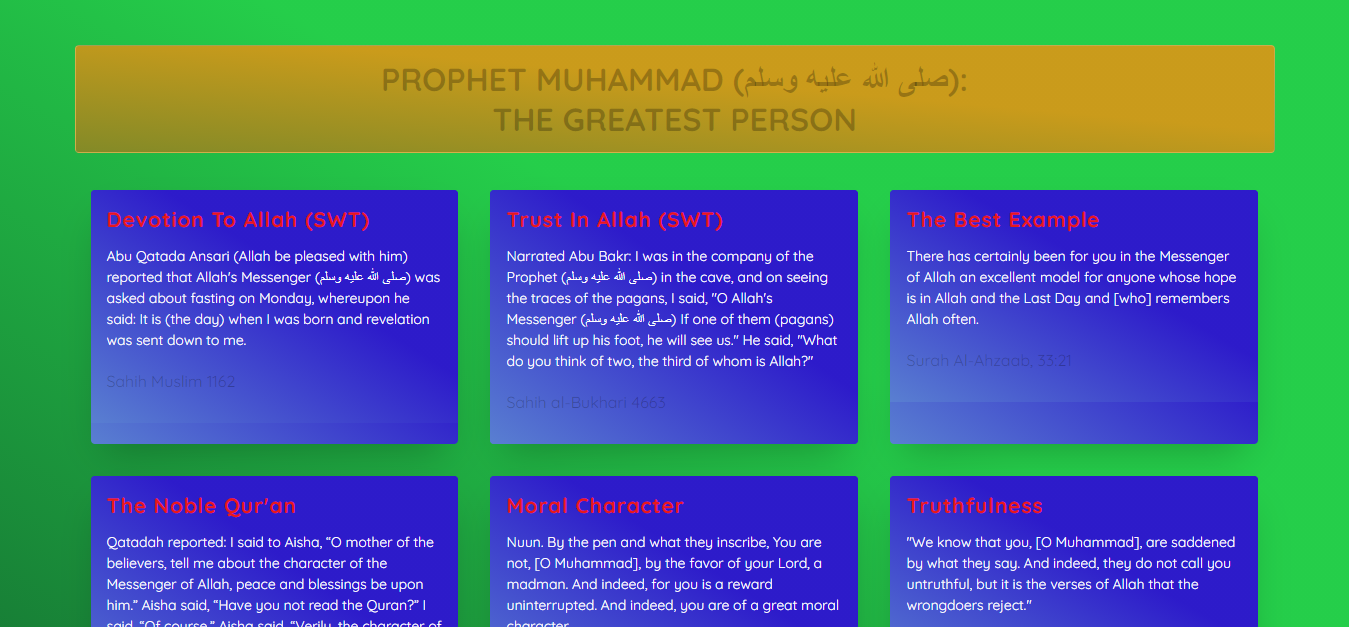 PROPHET MUHAMMAD (صلى الله عليه وسلم):
THE GREATEST PERSON
Devotion To Allah (SWT)
Abu Qatada Ansari (Allah be pleased with him)
reported that Allah's Messenger (صلى الله عليه وسلم) was
asked about fasting on Monday, whereupon he
said: It is (the day) when I was born and revelation
was sent down to me.
Sahih Muslim 1162
Trust In Allah (SWT)
Narrated Abu Bakr: I was in the company of the
Prophet (صلى الله عليه وسلم) in the cave, and on seeing
the traces of the pagans, I said, "O Allah's
Messenger (صلى الله عليه وسلم) If one of them (pagans)
should lift up his foot, he will see us." He said, "What
do you think of two, the third of whom is Allah?"
Sahih al-Bukhari 4663
The Best Example
There has certainly been for you in the Messenger
of Allah an excellent model for anyone whose hope
is in Allah and the Last Day and [who] remembers
Allah often.
Surah Al-Ahzaab, 33:21
The Noble Qur'an
Qatadah reported: I said to Aisha, “O mother of the
believers, tell me about the character of the
Messenger of Allah, peace and blessings be upon
him.” Aisha said, “Have you not read the Quran?” I
said, “Of course.” Aisha said, “Verily, the character of
Moral Character
Nuun. By the pen and what they inscribe, You are
not, [O Muhammad], by the favor of your Lord, a
madman. And indeed, for you is a reward
uninterrupted. And indeed, you are of a great moral
character.
Truthfulness
"We know that you, [O Muhammad], are saddened
by what they say. And indeed, they do not call you
untruthful, but it is the verses of Allah that the
wrongdoers reject."